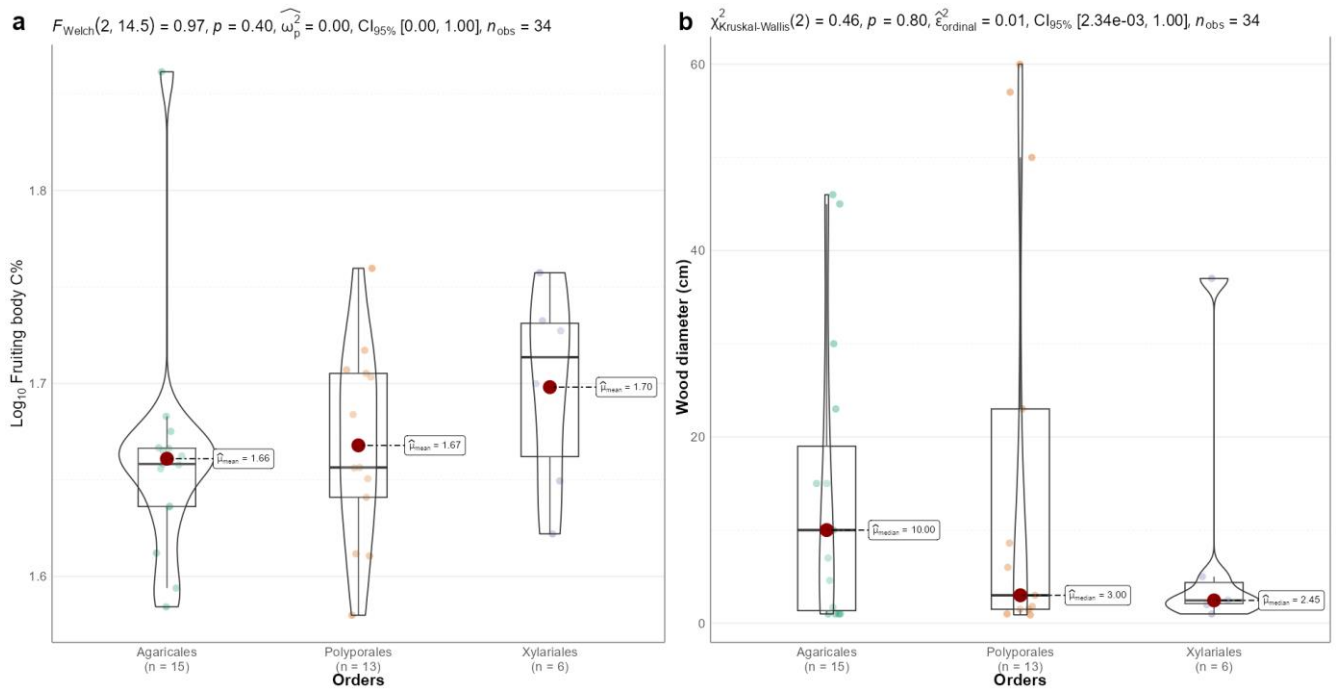 a
F_Welch(2, 14.5) = 0.97, p = 0.40, ω̂²_p = 0.00, CI_95% [0.00, 1.00], n_obs = 34
Log₁₀ Fruiting body C%
1.8
1.7
1.6
μ̂_mean = 1.66
μ̂_mean = 1.67
μ̂_mean = 1.70
Agaricales
(n = 15)
Polyporales
(n = 13)
Xylariales
(n = 6)
Orders
b
χ²_Kruskal-Wallis(2) = 0.46, p = 0.80, ε̂²_ordinal = 0.01, CI_95% [2.34e-03, 1.00], n_obs = 34
Wood diameter (cm)
60
40
20
0
μ̂_median = 10.00
μ̂_median = 3.00
μ̂_median = 2.45
Agaricales
(n = 15)
Polyporales
(n = 13)
Xylariales
(n = 6)
Orders